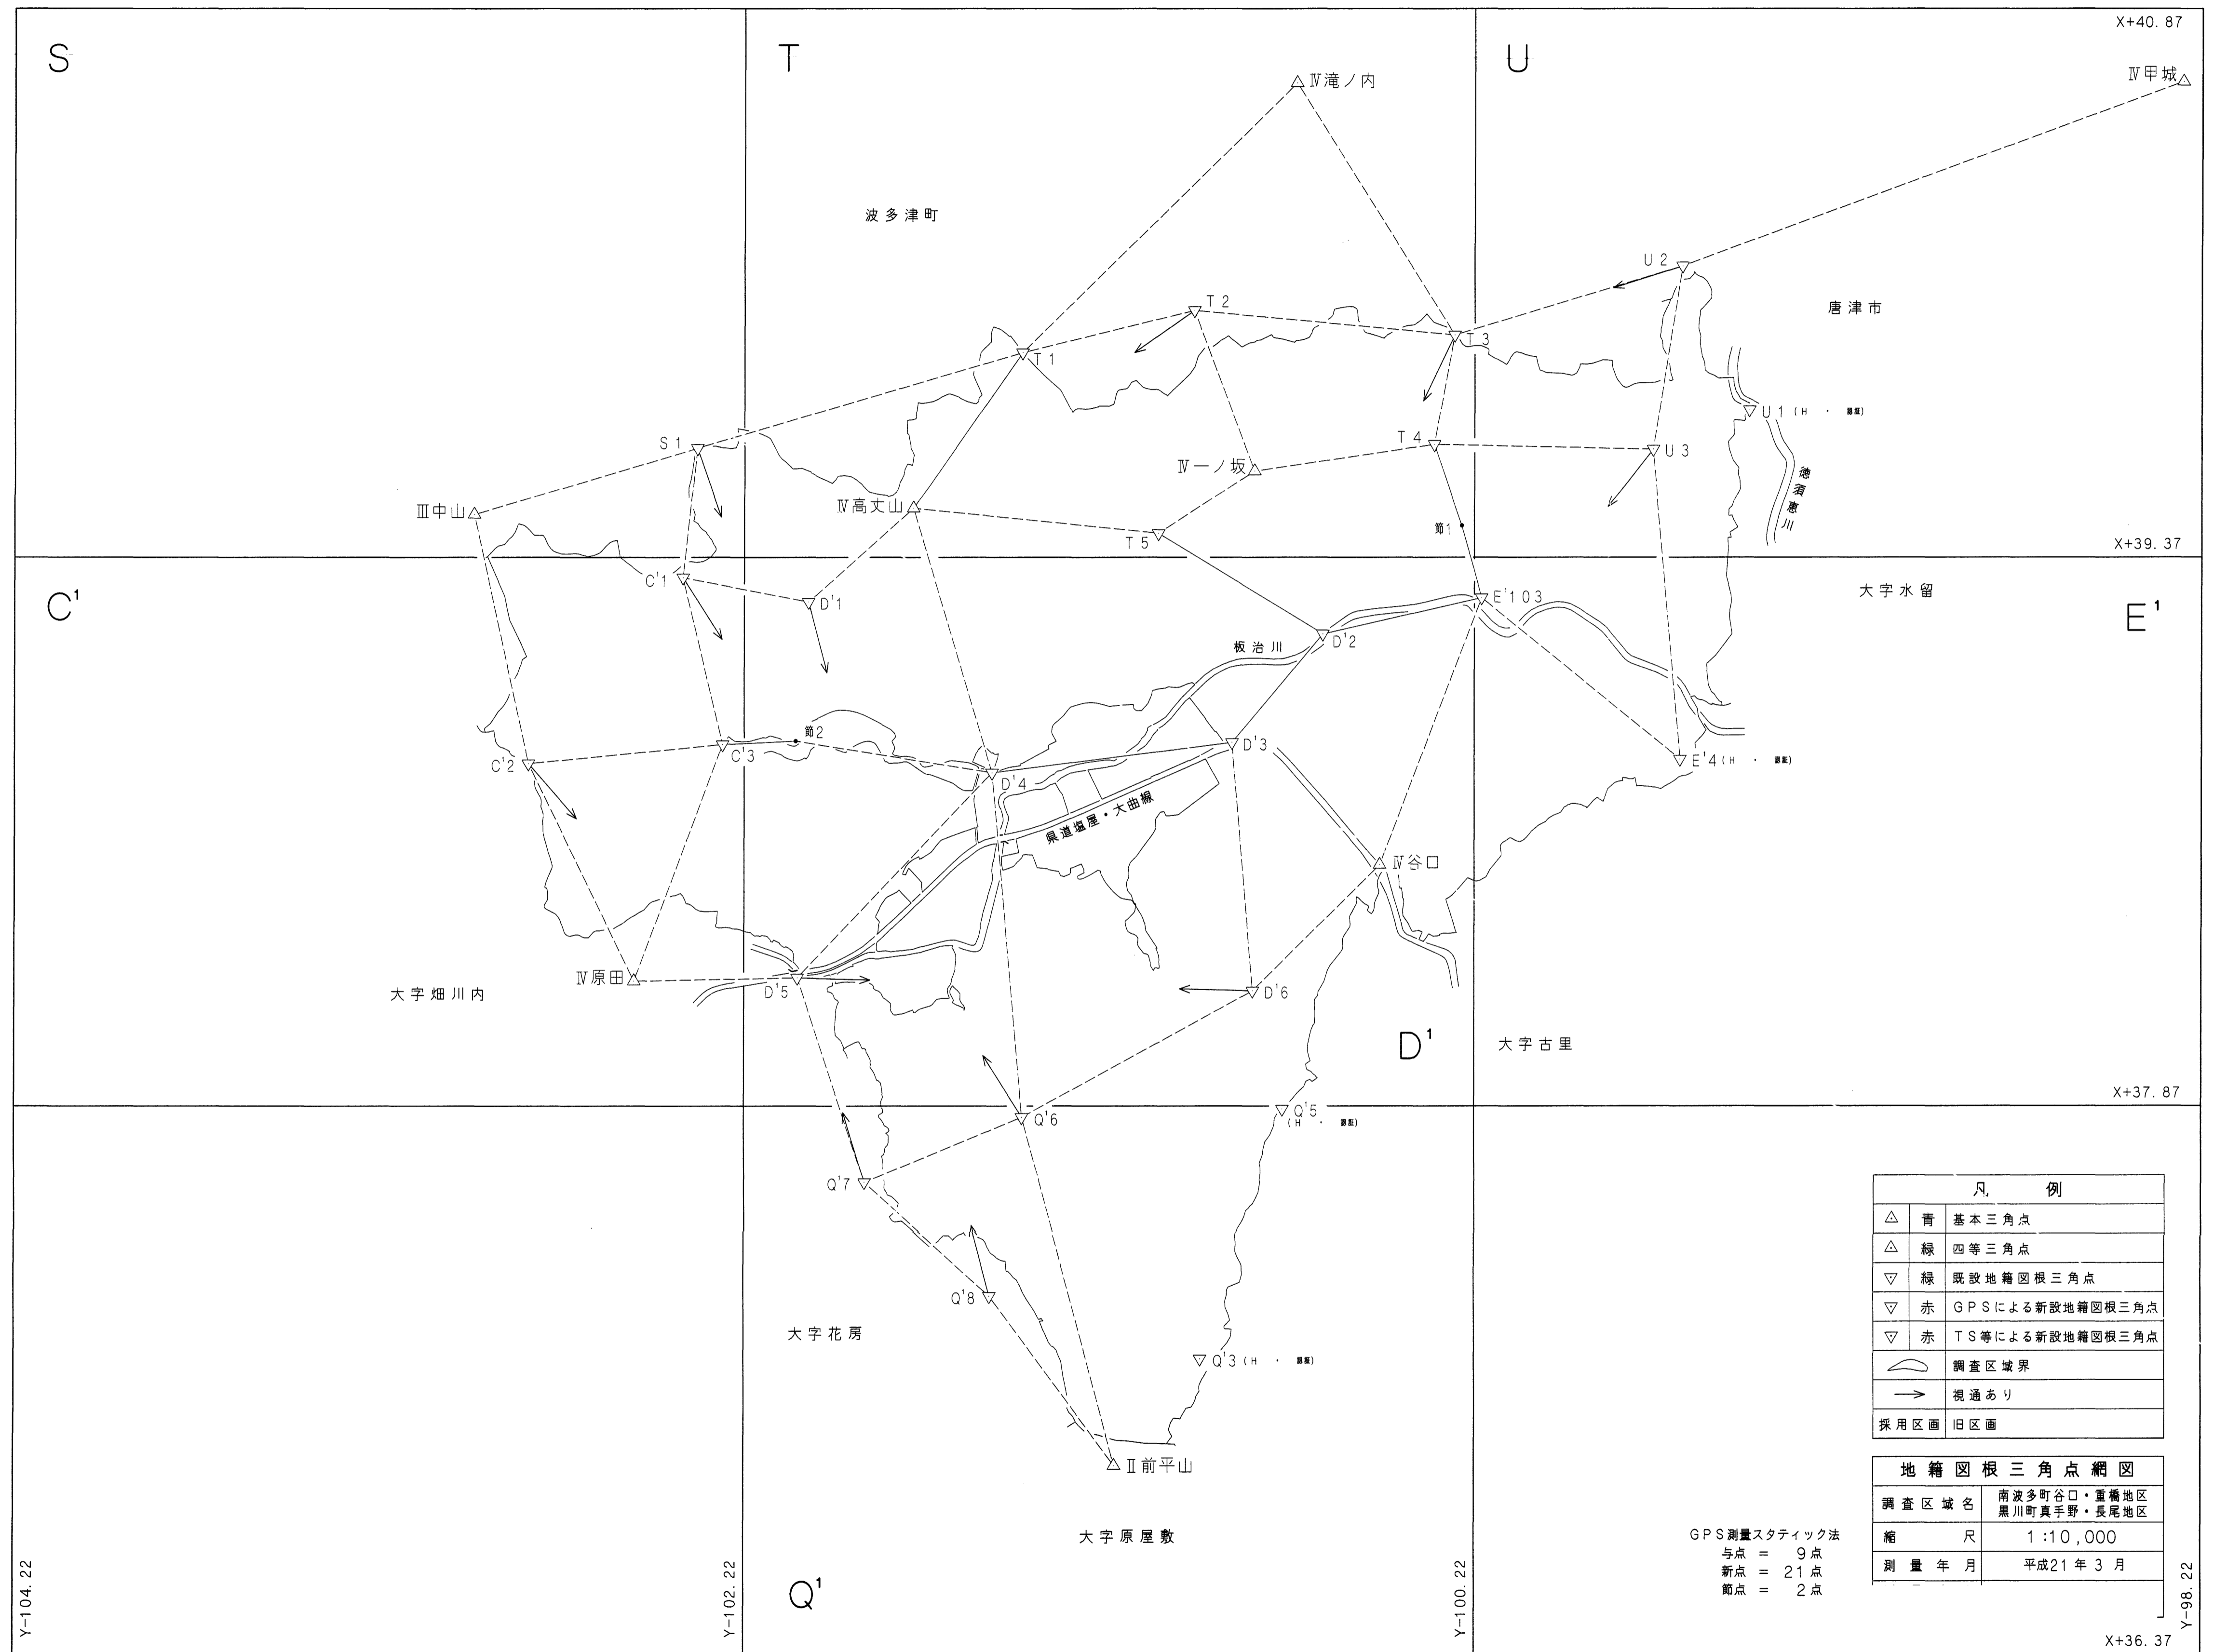 X+40.87
S
T
U
Ⅳ滝ノ内
Ⅳ甲城
波多津町
U2
T2
唐津市
T3
T1
U1(H ・ 認証)
S1
T4
U3
Ⅳ一ノ坂
徳須恵川
Ⅲ中山
Ⅳ高丈山
節1
T5
X+39.37
C'1
D'1
E'103
大字水留
C¹
E¹
板治川
D'2
節2
D'3
C'3
C'2
D'4
E'4(H ・ 認証)
県道塩屋・大曲線
Ⅳ谷口
Ⅳ原田
D'5
D'6
大字畑川内
D¹
大字古里
X+37.87
Q'5
(H ・ 認証)
Q'6
Q'7
Q'8
大字花房
Q'3(H ・ 認証)
Ⅱ前平山
大字原屋敷
Q¹
凡 例
青 基本三角点
緑 四等三角点
緑 既設地籍図根三角点
赤 GPSによる新設地籍図根三角点
赤 TS等による新設地籍図根三角点
調査区域界
視通あり
採用区画 旧区画
地籍図根三角点網図
調査区域名 南波多町谷口・重橋地区
黒川町真手野・長尾地区
縮尺 1:10,000
測量年月 平成21年3月
GPS測量スタティック法
与点 = 9点
新点 = 21点
節点 = 2点
Y-104.22
Y-102.22
Y-100.22
Y-98.22
X+36.37